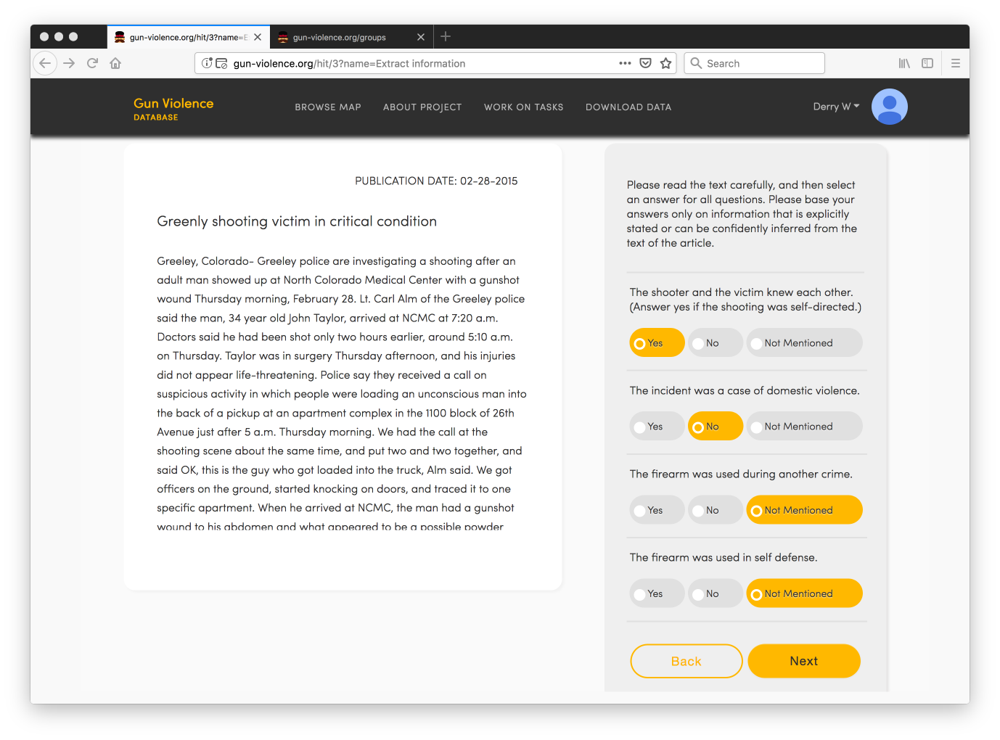 gun-violence.org/hit/3?name=E
gun-violence.org/groups
gun-violence.org/hit/3?name=Extract information
Search
Gun Violence
DATABASE
BROWSE MAP
ABOUT PROJECT
WORK ON TASKS
DOWNLOAD DATA
Derry W
PUBLICATION DATE: 02-28-2015
Greenly shooting victim in critical condition
Greeley, Colorado- Greeley police are investigating a shooting after an
adult man showed up at North Colorado Medical Center with a gunshot
wound Thursday morning, February 28. Lt. Carl Alm of the Greeley police
said the man, 34 year old John Taylor, arrived at NCMC at 7:20 a.m.
Doctors said he had been shot only two hours earlier, around 5:10 a.m.
on Thursday. Taylor was in surgery Thursday afternoon, and his injuries
did not appear life-threatening. Police say they received a call on
suspicious activity in which people were loading an unconscious man into
the back of a pickup at an apartment complex in the 1100 block of 26th
Avenue just after 5 a.m. Thursday morning. We had the call at the
shooting scene about the same time, and put two and two together, and
said OK, this is the guy who got loaded into the truck, Alm said. We got
officers on the ground, started knocking on doors, and traced it to one
specific apartment. When he arrived at NCMC, the man had a gunshot
wound to his abdomen and what appeared to be a possible powder
Please read the text carefully, and then select
an answer for all questions. Please base your
answers only on information that is explicitly
stated or can be confidently inferred from the
text of the article.
The shooter and the victim knew each other.
(Answer yes if the shooting was self-directed.)
Yes
No
Not Mentioned
The incident was a case of domestic violence.
Yes
No
Not Mentioned
The firearm was used during another crime.
Yes
No
Not Mentioned
The firearm was used in self defense.
Yes
No
Not Mentioned
Back
Next